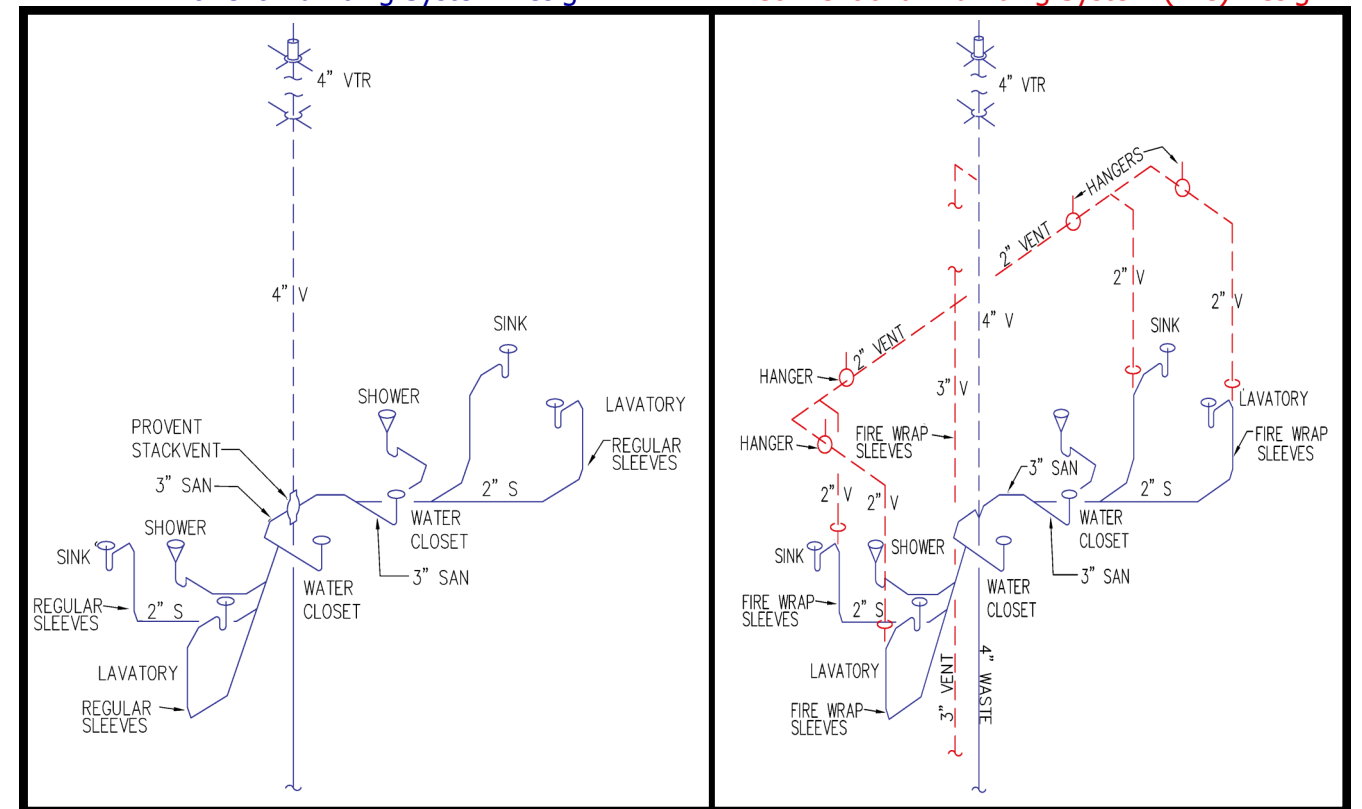 4" VTR
4" V
SINK
SHOWER
LAVATORY
PROVENT
STACKVENT
REGULAR
SLEEVES
3" SAN
2" S
WATER
CLOSET
SHOWER
SINK
3" SAN
WATER
CLOSET
REGULAR
SLEEVES
2" S
LAVATORY
REGULAR
SLEEVES
4" VTR
HANGERS
2" VENT
2" V
2" V
4" V
SINK
2" VENT
HANGER
3" V
LAVATORY
HANGER
FIRE WRAP
SLEEVES
FIRE WRAP
SLEEVES
3" SAN
2" V
2" V
2" S
WATER
CLOSET
SINK
SHOWER
3" SAN
WATER
CLOSET
FIRE WRAP
SLEEVES
2" S
LAVATORY
3" VENT
4" WASTE
FIRE WRAP
SLEEVES